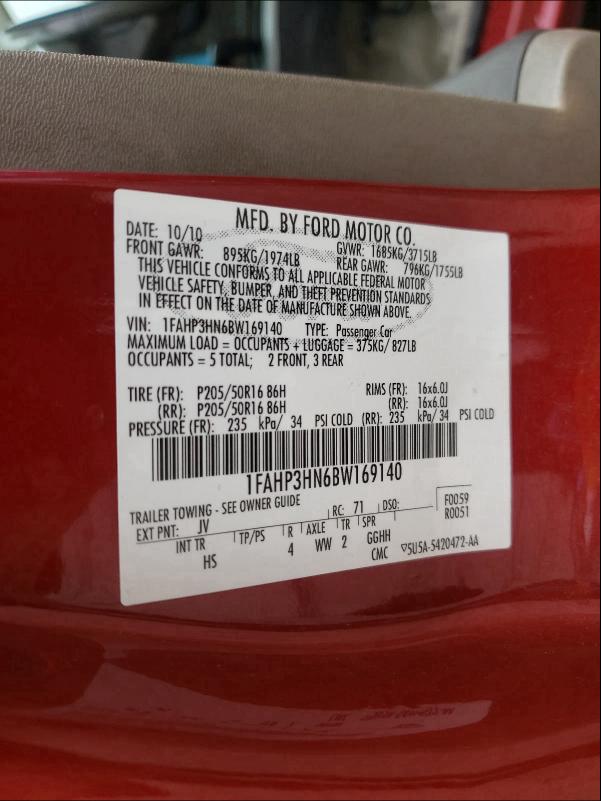 MFD. BY FORD MOTOR CO.
DATE: 10/10 GVWR: 1685KG/3715LB
FRONT GAWR: 895KG/1974LB REAR GAWR: 796KG/1755LB
THIS VEHICLE CONFORMS TO ALL APPLICABLE FEDERAL MOTOR
VEHICLE SAFETY, BUMPER, AND THEFT PREVENTION STANDARDS
IN EFFECT ON THE DATE OF MANUFACTURE SHOWN ABOVE.
VIN: 1FAHP3HN6BW169140 TYPE: Passenger Car
MAXIMUM LOAD = OCCUPANTS + LUGGAGE = 375KG/ 827LB
OCCUPANTS = 5 TOTAL; 2 FRONT, 3 REAR
TIRE (FR): P205/50R16 86H RIMS (FR): 16x6.0J
(RR): P205/50R16 86H (RR): 16x6.0J
PRESSURE (FR): 235 kPa/ 34 PSI COLD (RR): 235 kPa/ 34 PSI COLD
1FAHP3HN6BW169140
TRAILER TOWING - SEE OWNER GUIDE F0059
EXT PNT: JV RC: 71 DSO: R0051
INT TR TP/PS R AXLE TR SPR
HS 4 WW 2 GGHH
CMC ▽5U5A-5420472-AA